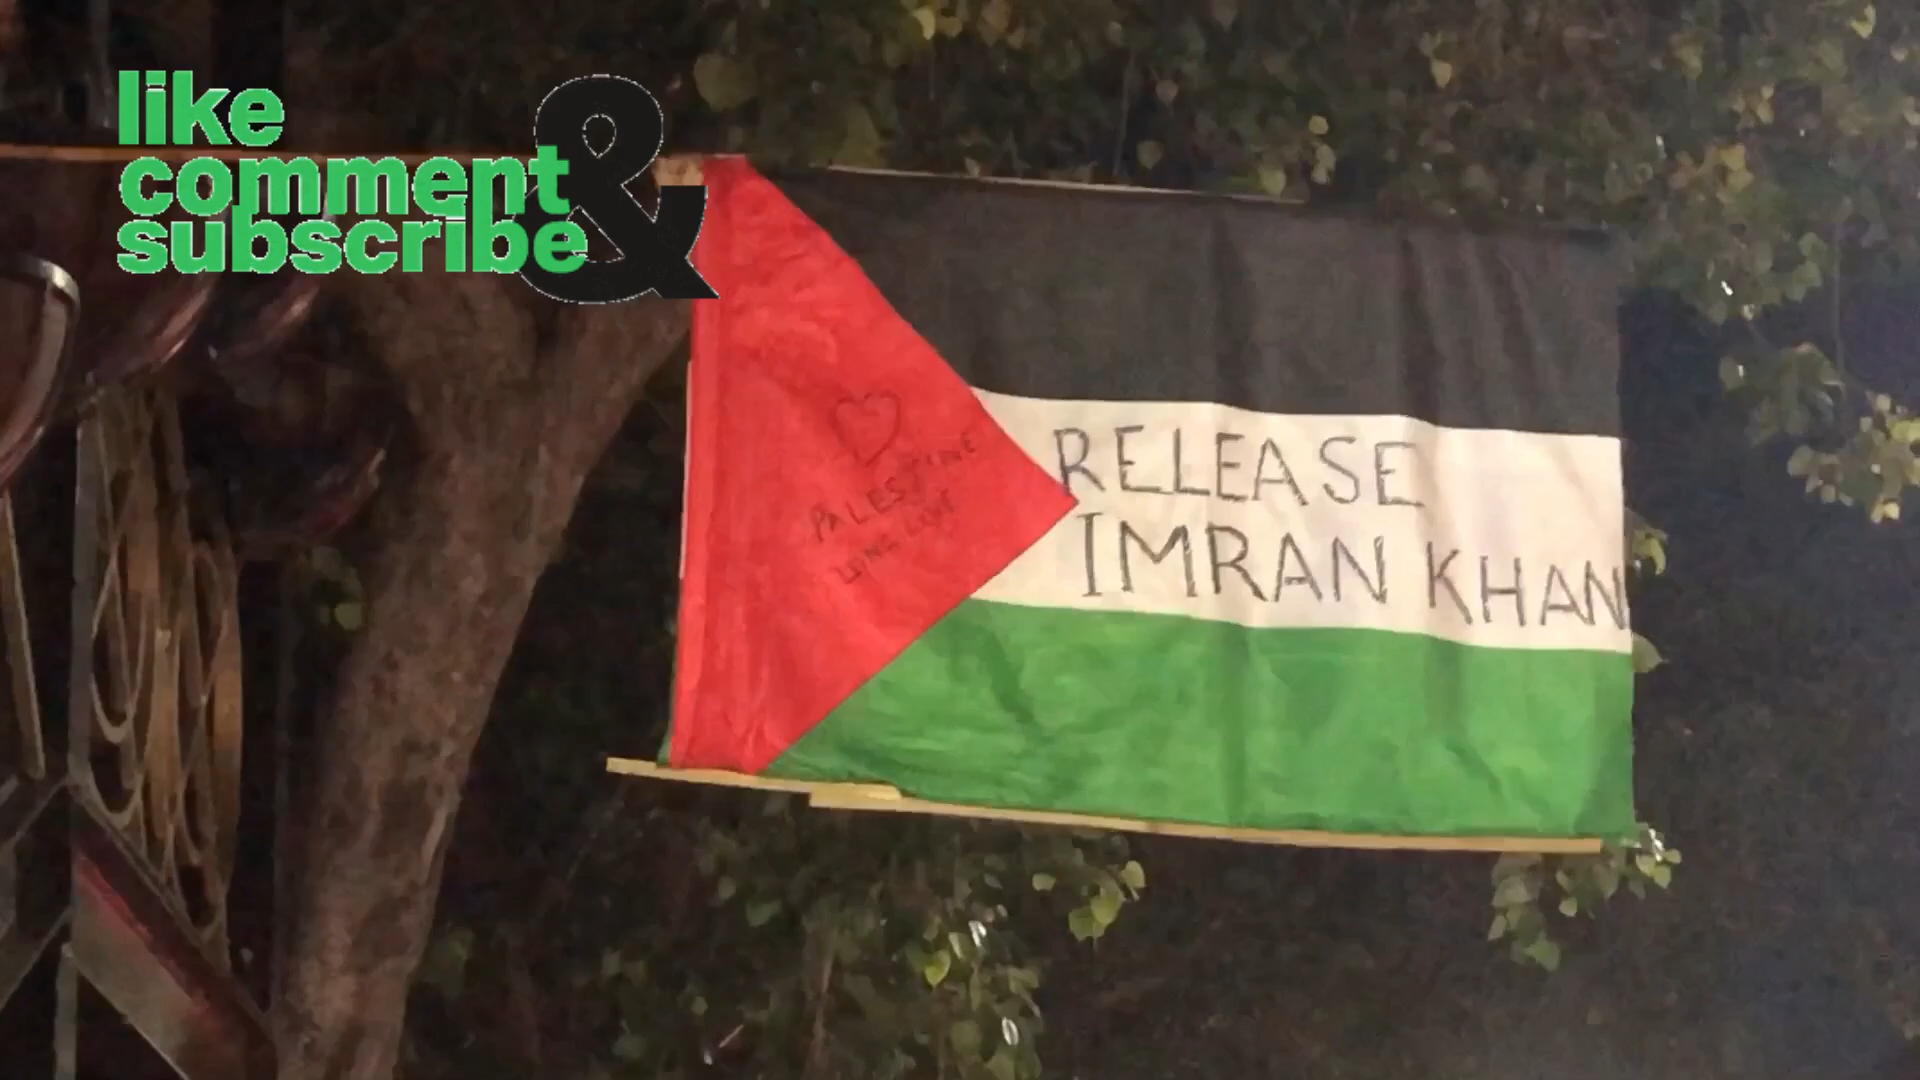 like
comment
subscribe
&
PALESTINE
LONG LIVE
RELEASE
IMRAN KHAN